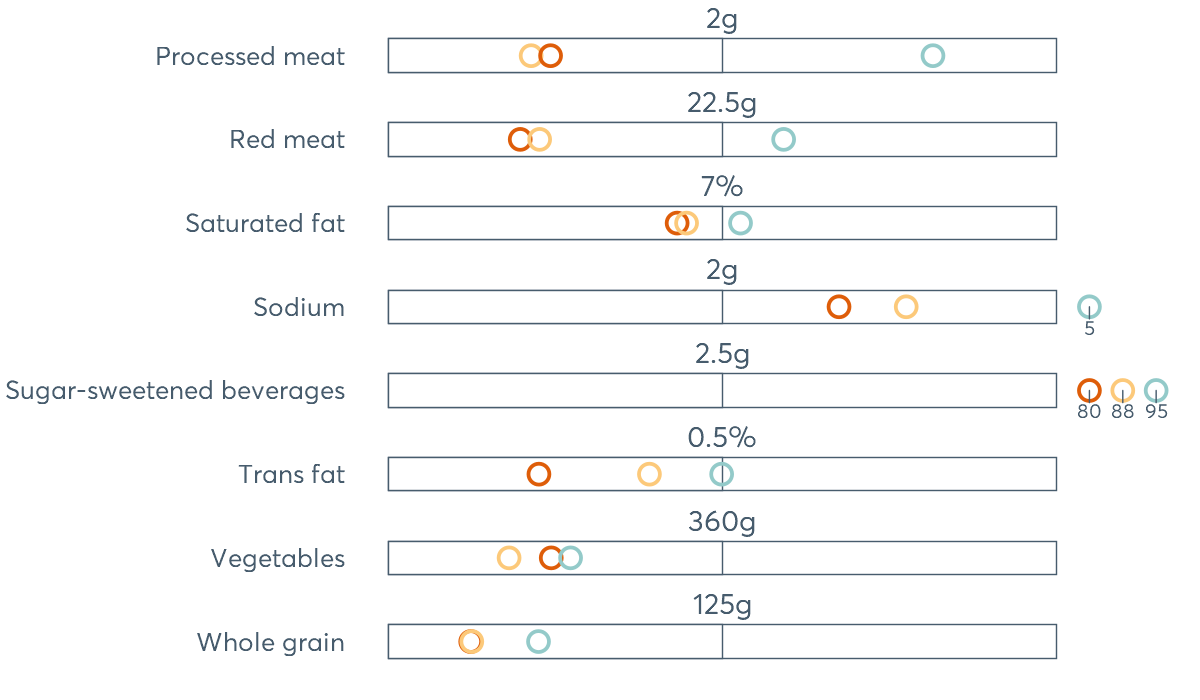 2g
Processed meat
22.5g
Red meat
7%
Saturated fat
2g
Sodium
5
2.5g
Sugar-sweetened beverages
80 88 95
0.5%
Trans fat
360g
Vegetables
125g
Whole grain